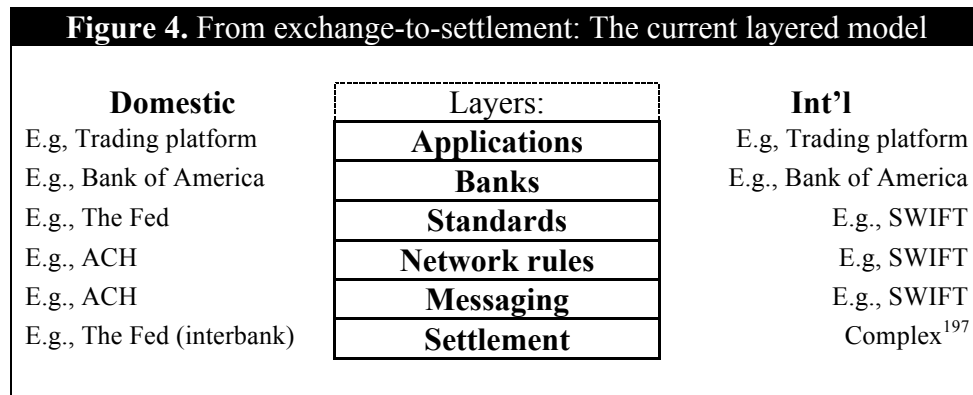 Figure 4. From exchange-to-settlement: The current layered model
Domestic Layers: Int’l
E.g, Trading platform Applications E.g, Trading platform
E.g., Bank of America Banks E.g., Bank of America
E.g., The Fed Standards E.g., SWIFT
E.g., ACH Network rules E.g, SWIFT
E.g., ACH Messaging E.g., SWIFT
E.g., The Fed (interbank) Settlement Complex197